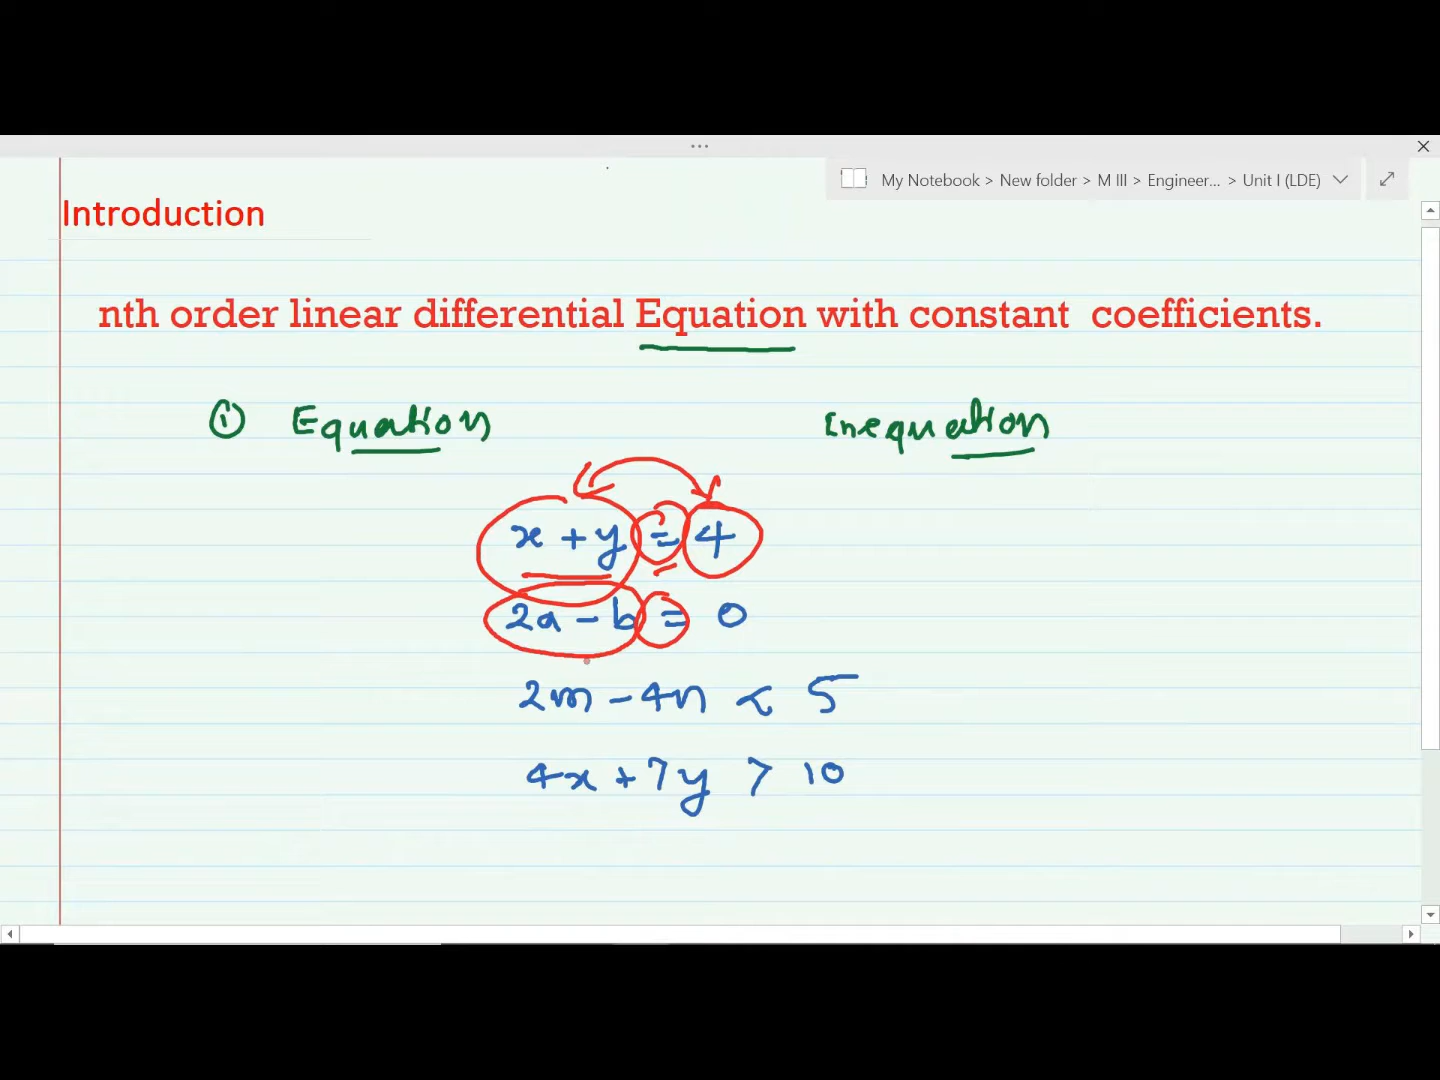 ...
My Notebook > New folder > M III > Engineer... > Unit I (LDE)
Introduction
nth order linear differential Equation with constant coefficients.
① Equation Inequation
x + y = 4
2a - b = 0
2m - 4n < 5
4x + 7y > 10